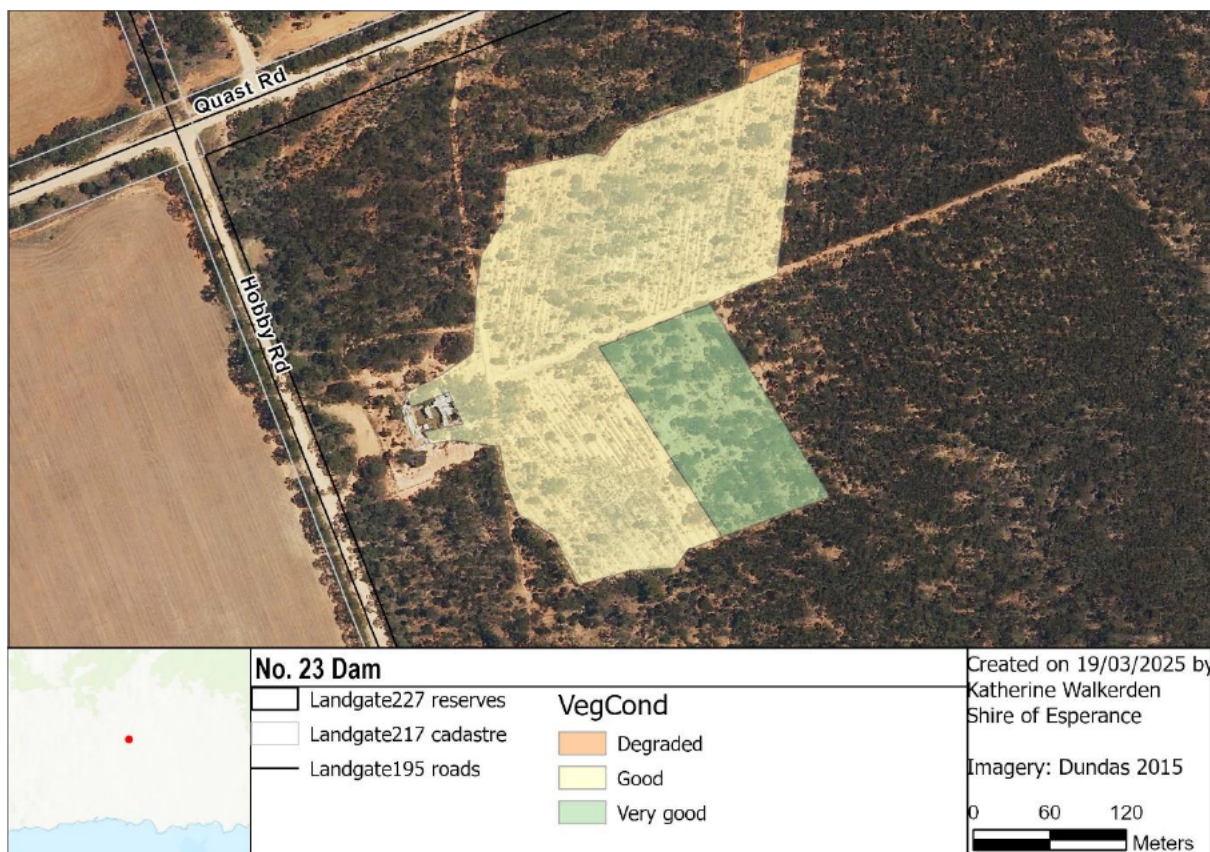 Quast Rd
Hobby Rd
No. 23 Dam
Landgate227 reserves
Landgate217 cadastre
Landgate195 roads
VegCond
Degraded
Good
Very good
Created on 19/03/2025 by
Katherine Walkerden
Shire of Esperance
Imagery: Dundas 2015
0 60 120
Meters